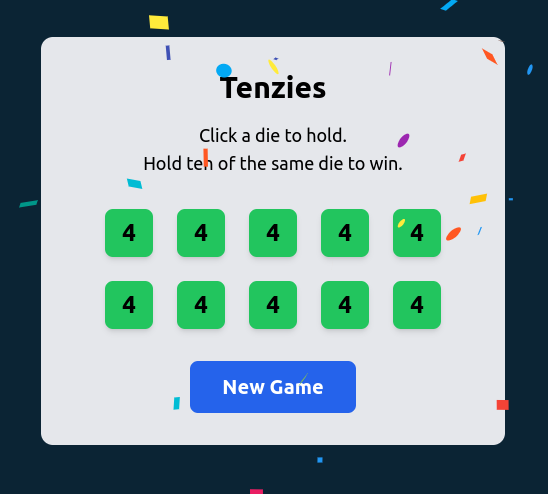 Tenzies
Click a die to hold.
Hold ten of the same die to win.
4 4 4 4 4
4 4 4 4 4
New Game